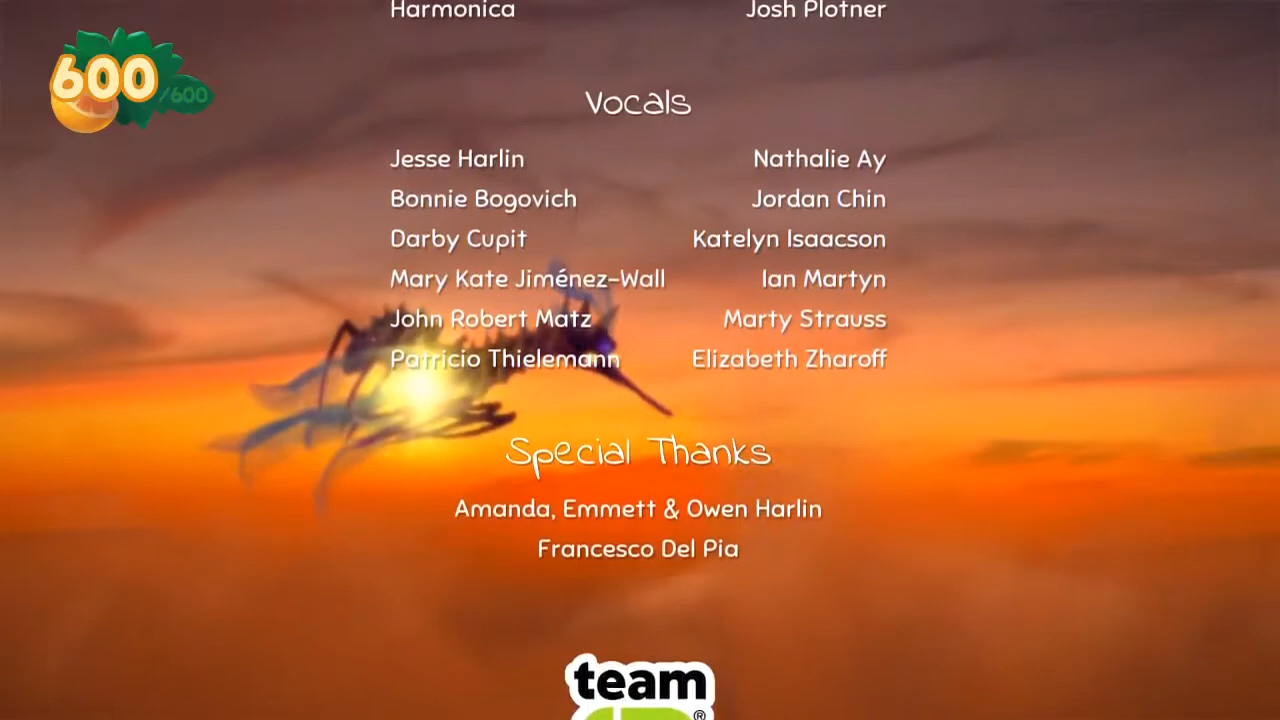 Harmonica Josh Plotner
600/600
Vocals
Jesse Harlin Nathalie Ay
Bonnie Bogovich Jordan Chin
Darby Cupit Katelyn Isaacson
Mary Kate Jiménez-Wall Ian Martyn
John Robert Matz Marty Strauss
Patricio Thielemann Elizabeth Zharoff
Special Thanks
Amanda, Emmett & Owen Harlin
Francesco Del Pia
team
®